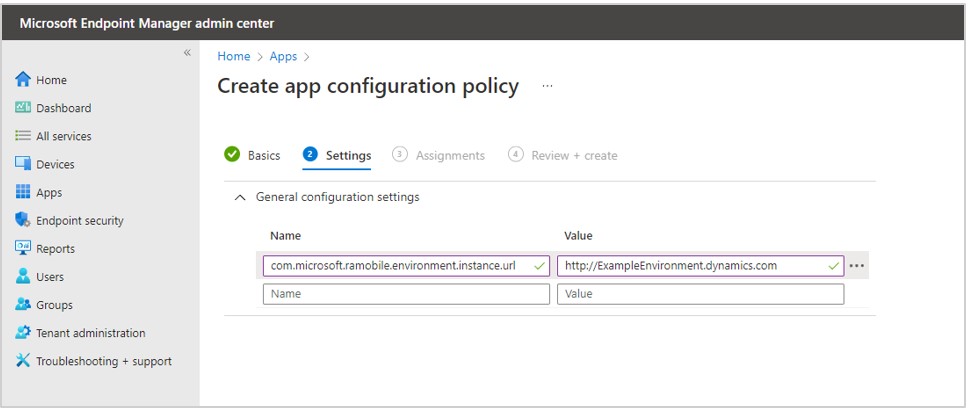 Microsoft Endpoint Manager admin center
«
Home > Apps >
Create app configuration policy ...
Home
Dashboard
All services
Devices
Apps
Endpoint security
Reports
Users
Groups
Tenant administration
Troubleshooting + support
Basics 2 Settings 3 Assignments 4 Review + create
General configuration settings
Name Value
com.microsoft.ramobile.environment.instance.url http://ExampleEnvironment.dynamics.com ...
Name Value